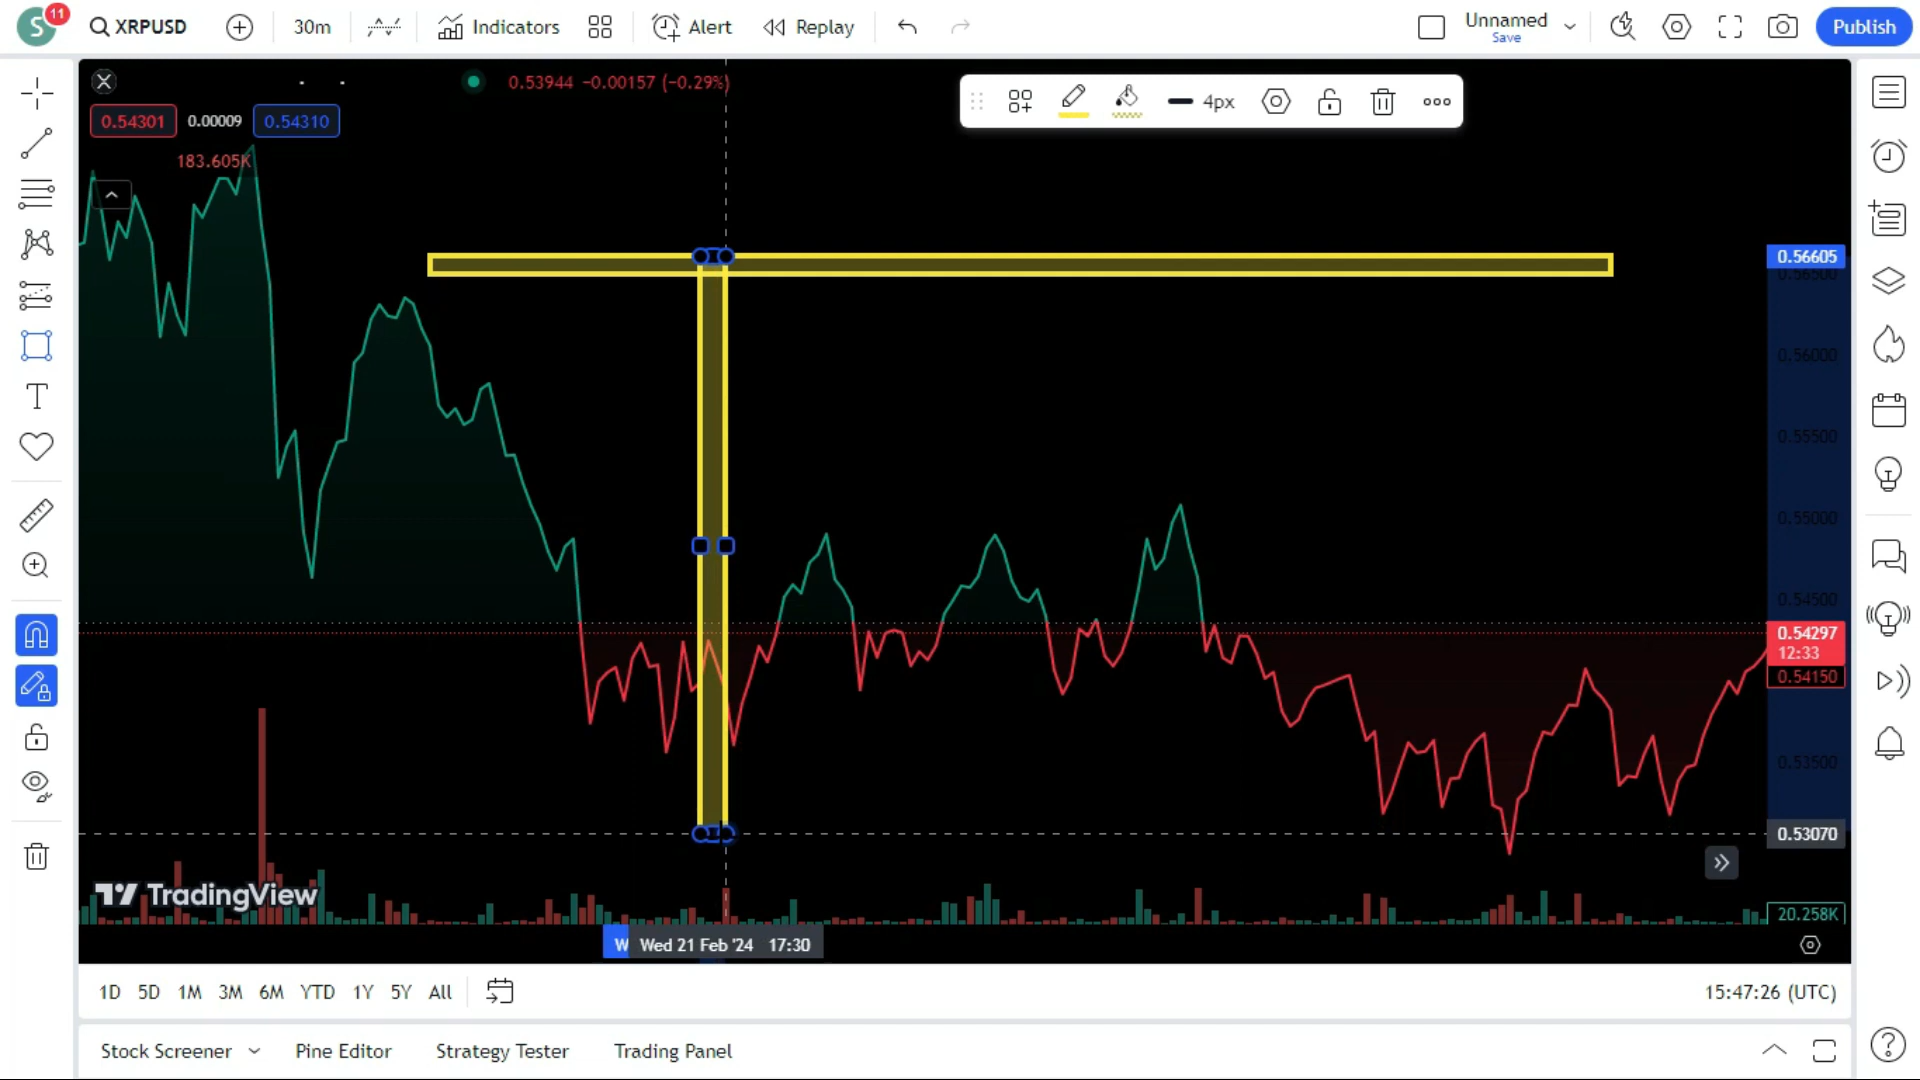 S 11 XRPUSD 30m Indicators Alert Replay Unnamed Save Publish
0.53944 −0.00157 (−0.29%)
4px
0.54301 0.00009 0.54310
183.605K
0.56605
0.56500
0.56000
0.55500
0.55000
0.54500
0.54297
12:33
0.54150
0.53500
0.53070
TradingView
20.258K
W Wed 21 Feb '24 17:30
1D 5D 1M 3M 6M YTD 1Y 5Y All 15:47:26 (UTC)
Stock Screener Pine Editor Strategy Tester Trading Panel